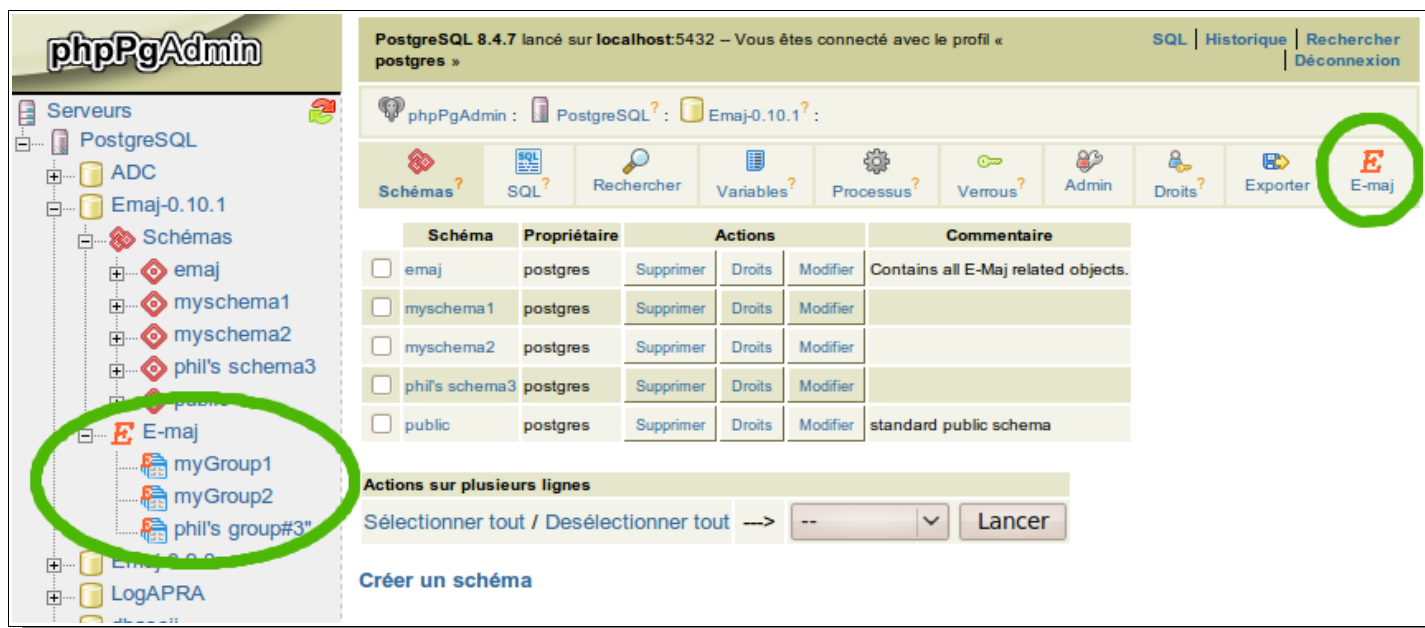 phpPgAdmin
Serveurs
PostgreSQL
ADC
Emaj-0.10.1
Schémas
emaj
myschema1
myschema2
phil's schema3
public
E-maj
myGroup1
myGroup2
phil's group#3"
LogAPRA
PostgreSQL 8.4.7 lancé sur localhost:5432 -- Vous êtes connecté avec le profil «
postgres »
SQL | Historique | Rechercher
| Déconnexion
phpPgAdmin : PostgreSQL? : Emaj-0.10.1? :
Schémas? SQL? Rechercher Variables? Processus? Verrous? Admin Droits? Exporter E-maj
Schéma Propriétaire Actions Commentaire
emaj postgres Supprimer Droits Modifier Contains all E-Maj related objects.
myschema1 postgres Supprimer Droits Modifier
myschema2 postgres Supprimer Droits Modifier
phil's schema3 postgres Supprimer Droits Modifier
public postgres Supprimer Droits Modifier standard public schema
Actions sur plusieurs lignes
Sélectionner tout / Desélectionner tout ---> -- Lancer
Créer un schéma